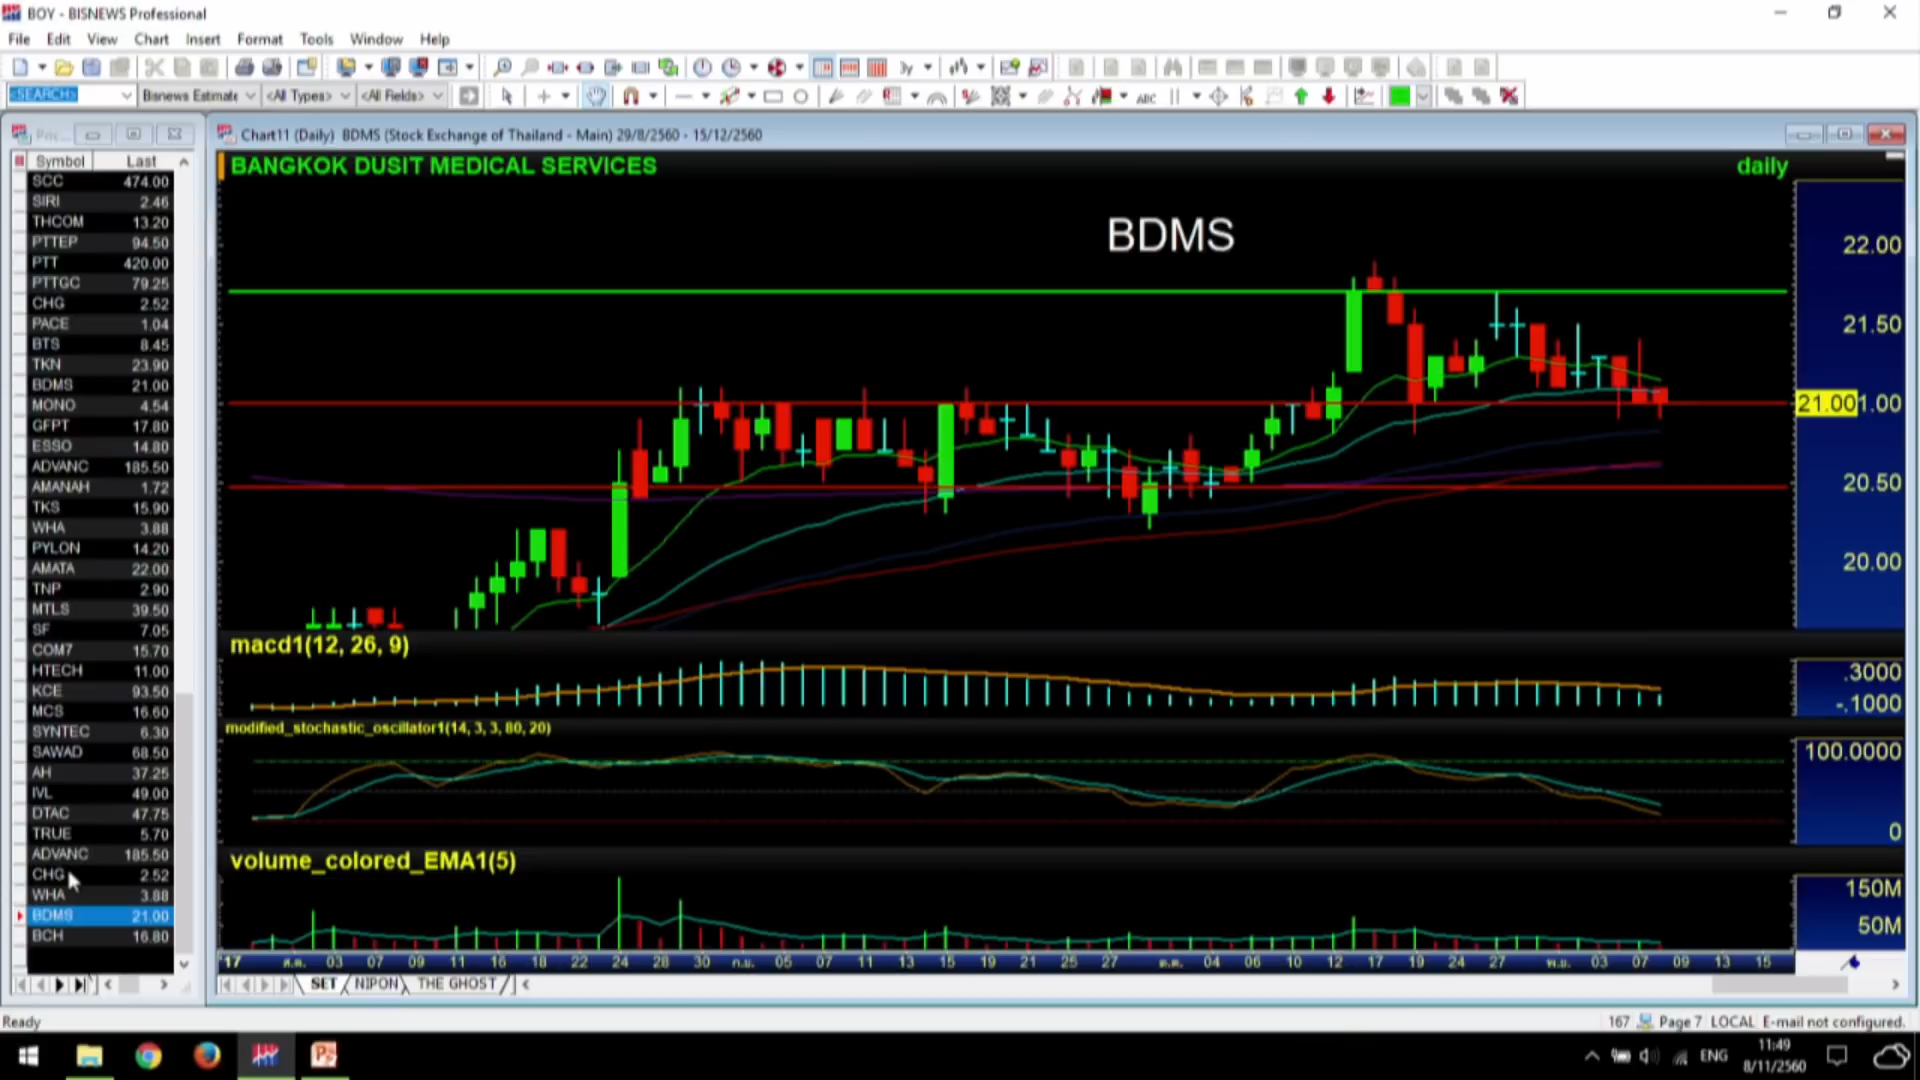 BOY - BISNEWS Professional
File Edit View Chart Insert Format Tools Window Help
<SEARCH> Bisnews Estimate <All Types> <All Fields> ABC
Chart11 (Daily) BDMS (Stock Exchange of Thailand - Main) 29/8/2560 - 15/12/2560
Symbol Last
SCC 474.00
SIRI 2.46
THCOM 13.20
PTTEP 94.50
PTT 420.00
PTTGC 79.25
CHG 2.52
PACE 1.04
BTS 8.45
TKN 23.90
BDMS 21.00
MONO 4.54
GFPT 17.80
ESSO 14.80
ADVANC 185.50
AMANAH 1.72
TKS 15.90
WHA 3.88
PYLON 14.20
AMATA 22.00
TNP 2.90
MTLS 39.50
SF 7.05
COM7 15.70
HTECH 11.00
KCE 93.50
MCS 16.60
SYNTEC 6.30
SAWAD 68.50
AH 37.25
IVL 49.00
DTAC 47.75
TRUE 5.70
ADVANC 185.50
CHG 2.52
WHA 3.88
BDMS 21.00
BCH 16.80
BANGKOK DUSIT MEDICAL SERVICES daily
BDMS
22.00
21.50
21.00 1.00
20.50
20.00
macd1(12, 26, 9)
.3000
-.1000
modified_stochastic_oscillator1(14, 3, 3, 80, 20)
100.0000
0
volume_colored_EMA1(5)
150M
50M
'17 ส.ค. 03 07 09 11 16 18 22 24 28 30 ก.ย. 05 07 11 13 15 19 21 25 27 ต.ค. 04 06 10 12 17 19 24 27 พ.ย. 03 07 09 13 15
SET NIPON THE GHOST
Ready 167 Page 7 LOCAL E-mail not configured.
ENG 11:49
8/11/2560